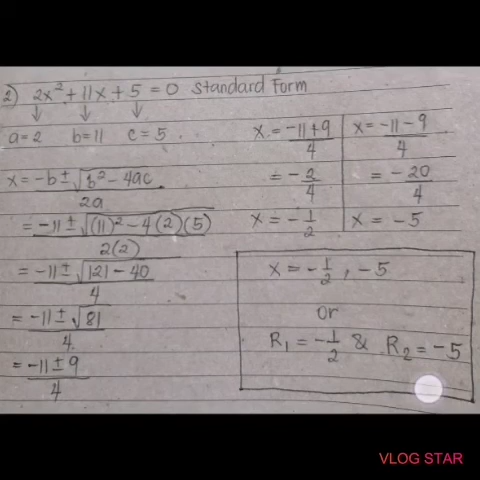 2) 2x² + 11x + 5 = 0 Standard Form
↓ ↓ ↓
a = 2 b = 11 c = 5
x = -b ± √b² - 4ac
2a
= -11 ± √(11)² - 4(2)(5)
2(2)
= -11 ± √121 - 40
4
= -11 ± √81
4
= -11 ± 9
4
x = -11 + 9
4
= -2
4
x = -1
2
x = -11 - 9
4
= -20
4
x = -5
x = -1/2, -5
Or
R₁ = -1/2 & R₂ = -5
VLOG STAR